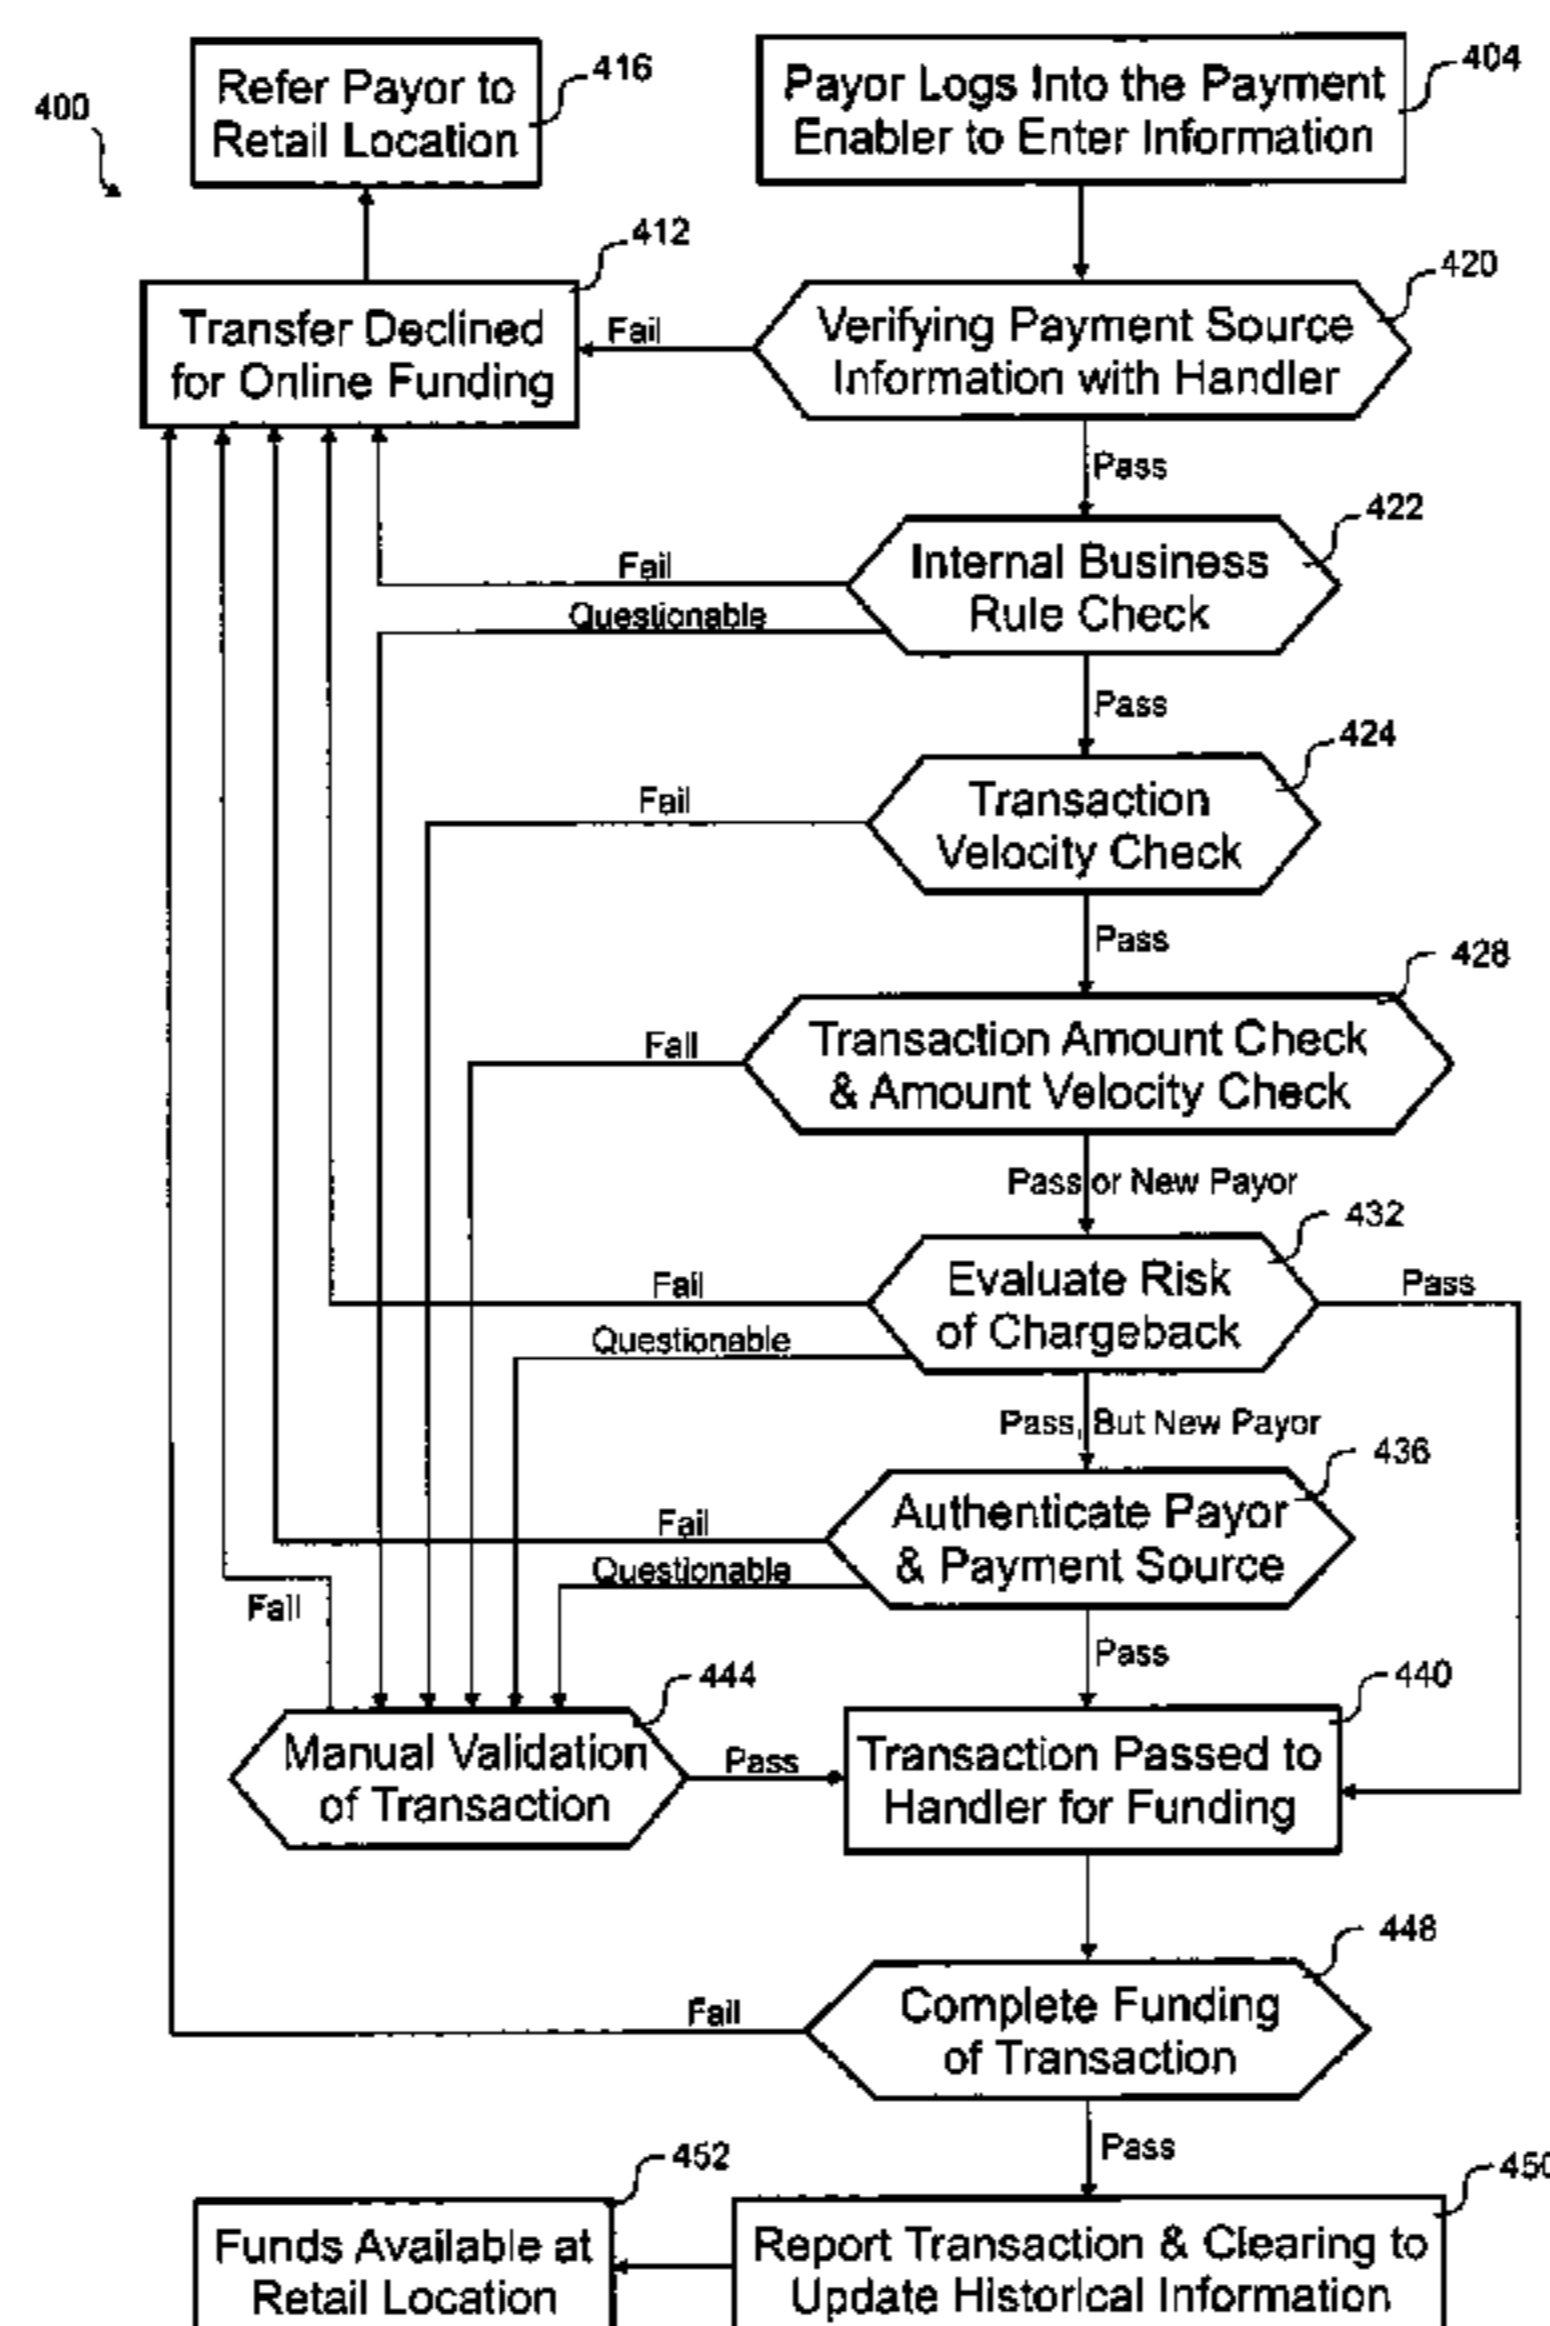 400
Refer Payor to
Retail Location
416
Payor Logs Into the Payment
Enabler to Enter Information
404
412
Transfer Declined
for Online Funding
Fail
Verifying Payment Source
Information with Handler
420
Pass
Internal Business
Rule Check
422
Fail
Questionable
Pass
Transaction
Velocity Check
424
Fail
Pass
Transaction Amount Check
& Amount Velocity Check
428
Fail
Pass or New Payor
Evaluate Risk
of Chargeback
432
Fail
Pass
Questionable
Pass, But New Payor
Authenticate Payor
& Payment Source
436
Fail
Questionable
Fail
Pass
444
Manual Validation
of Transaction
Pass
Transaction Passed to
Handler for Funding
440
448
Complete Funding
of Transaction
Fail
Pass
452
Funds Available at
Retail Location
450
Report Transaction & Clearing to
Update Historical Information